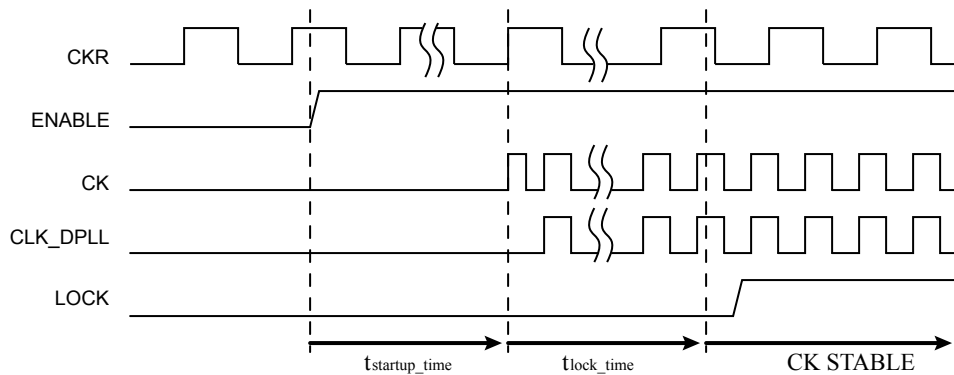 CKR
ENABLE
CK
CLK_DPLL
LOCK
tstartup_time
tlock_time
CK STABLE